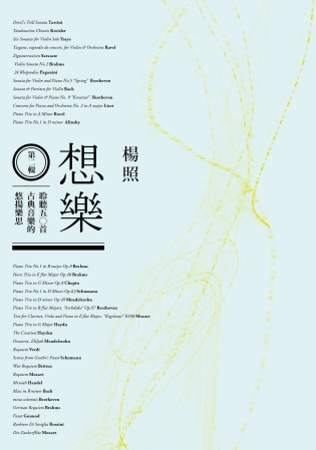 Devil's Trill Sonata Tartini
Tambourine Chinois Kreisler
Six Sonatas for Violin Solo Ysaye
Tzigane, rapsodie de concert, for Violin & Orchestra Ravel
Zigeunerweisen Sarasate
Violin Sonata No.2 Brahms
24 Rhapsodies Paganini
Sonata for Violin and Piano No.5 "Spring" Beethoven
Sonata & Partitas for Violin Bach
Sonata for Violin & Piano No. 9 "Kreutzer" Beethoven
Concerto for Piano and Orchestra No. 2 in A major Liszt
Piano Trio in A Minor Ravel
Piano Trio No.1 in D minor Arensky
楊照
想樂
第二輯
聆聽五〇首
古典音樂的
悠揚樂思
Piano Trio No.1 in B major Op.8 Brahms
Horn Trio in E flat Major Op.40 Brahms
Piano Trio in G Minor Op.8 Chopin
Piano Trio No.1 in D Minor Op.63 Schumann
Piano Trio in D minor Op.49 Mendelssohn
Piano Trio in B flat Major, "Archduke" Op.97 Beethoven
Trio for Clarinet, Viola and Piano in E flat Major, "Kegelstatt" K498 Mozart
Piano Trio in G Major Haydn
The Creation Haydn
Oratorio, Elijah Mendelssohn
Requiem Verdi
Scenes from Goethe's Faust Schumann
War Requiem Britten
Requiem Mozart
Messiah Handel
Mass in B minor Bach
missa solemnis Beethoven
German Requiem Brahms
Faust Gounod
Barbiere Di Siviglia Rossini
Die Zauberflöte Mozart